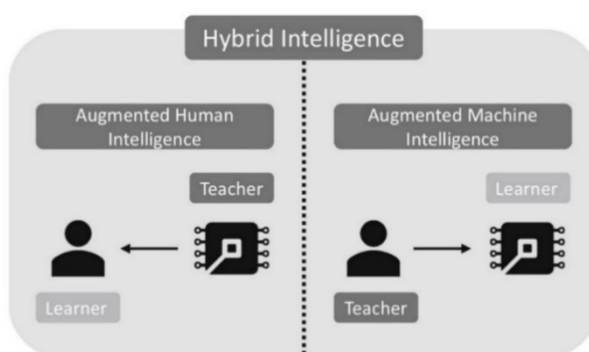 Hybrid Intelligence
Augmented Human
Intelligence
Teacher
Learner
Augmented Machine
Intelligence
Learner
Teacher